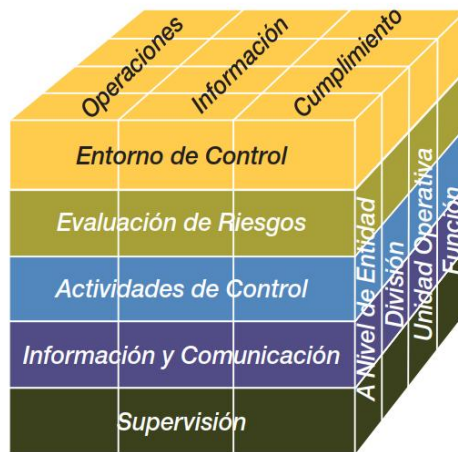 Operaciones
Información
Cumplimiento
Entorno de Control
Evaluación de Riesgos
Actividades de Control
Información y Comunicación
Supervisión
A Nivel de Entidad
División
Unidad Operativa
Función